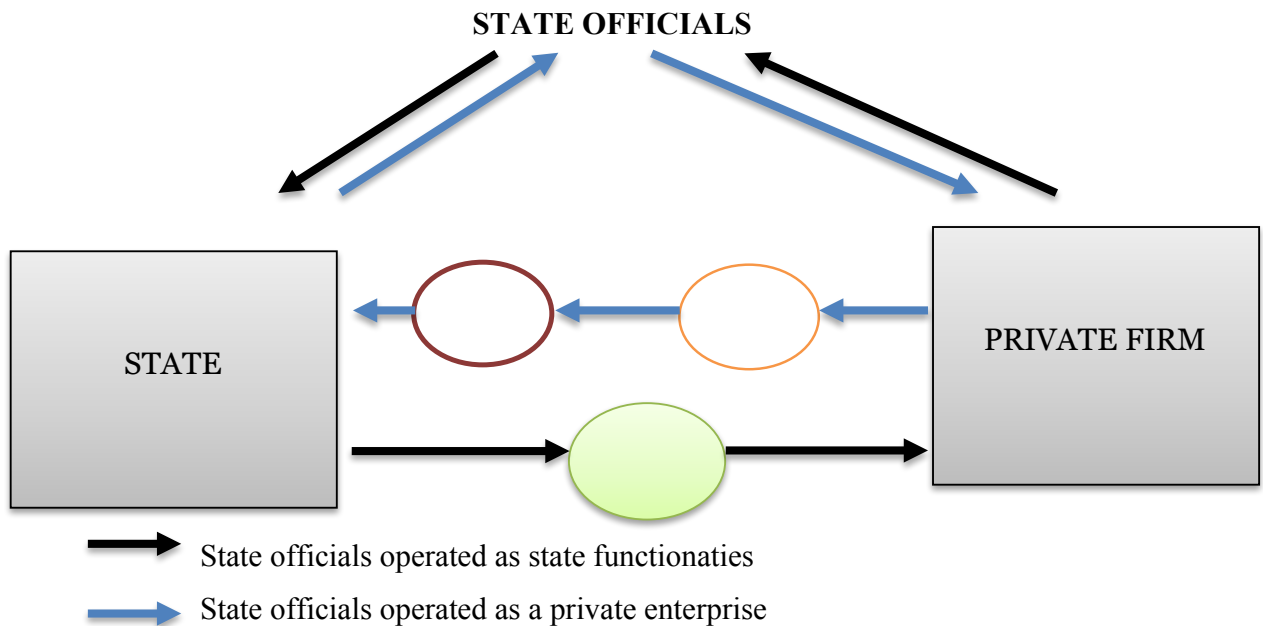 STATE OFFICIALS
STATE
PRIVATE FIRM
State officials operated as state functionaties
State officials operated as a private enterprise